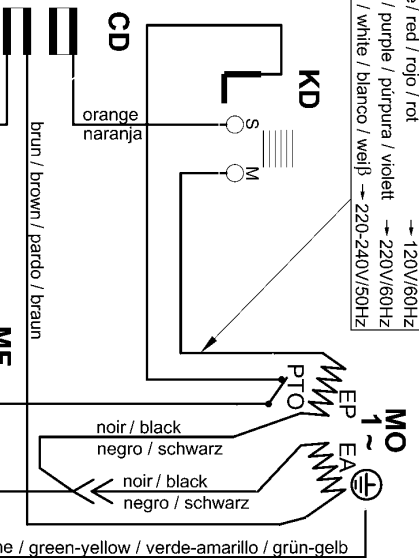 CD
KD
orange
naranja
S
M
brun / brown / pardo / braun
/ red / rojo / rot → 120V/60Hz
/ purple / púrpura / violett → 220V/60Hz
/ white / blanco / weiβ → 220-240V/50Hz
PTO
EP
MO
1 ~
EA
noir / black
negro / schwarz
noir / black
negro / schwarz
/ green-yellow / verde-amarillo / grün-gelb